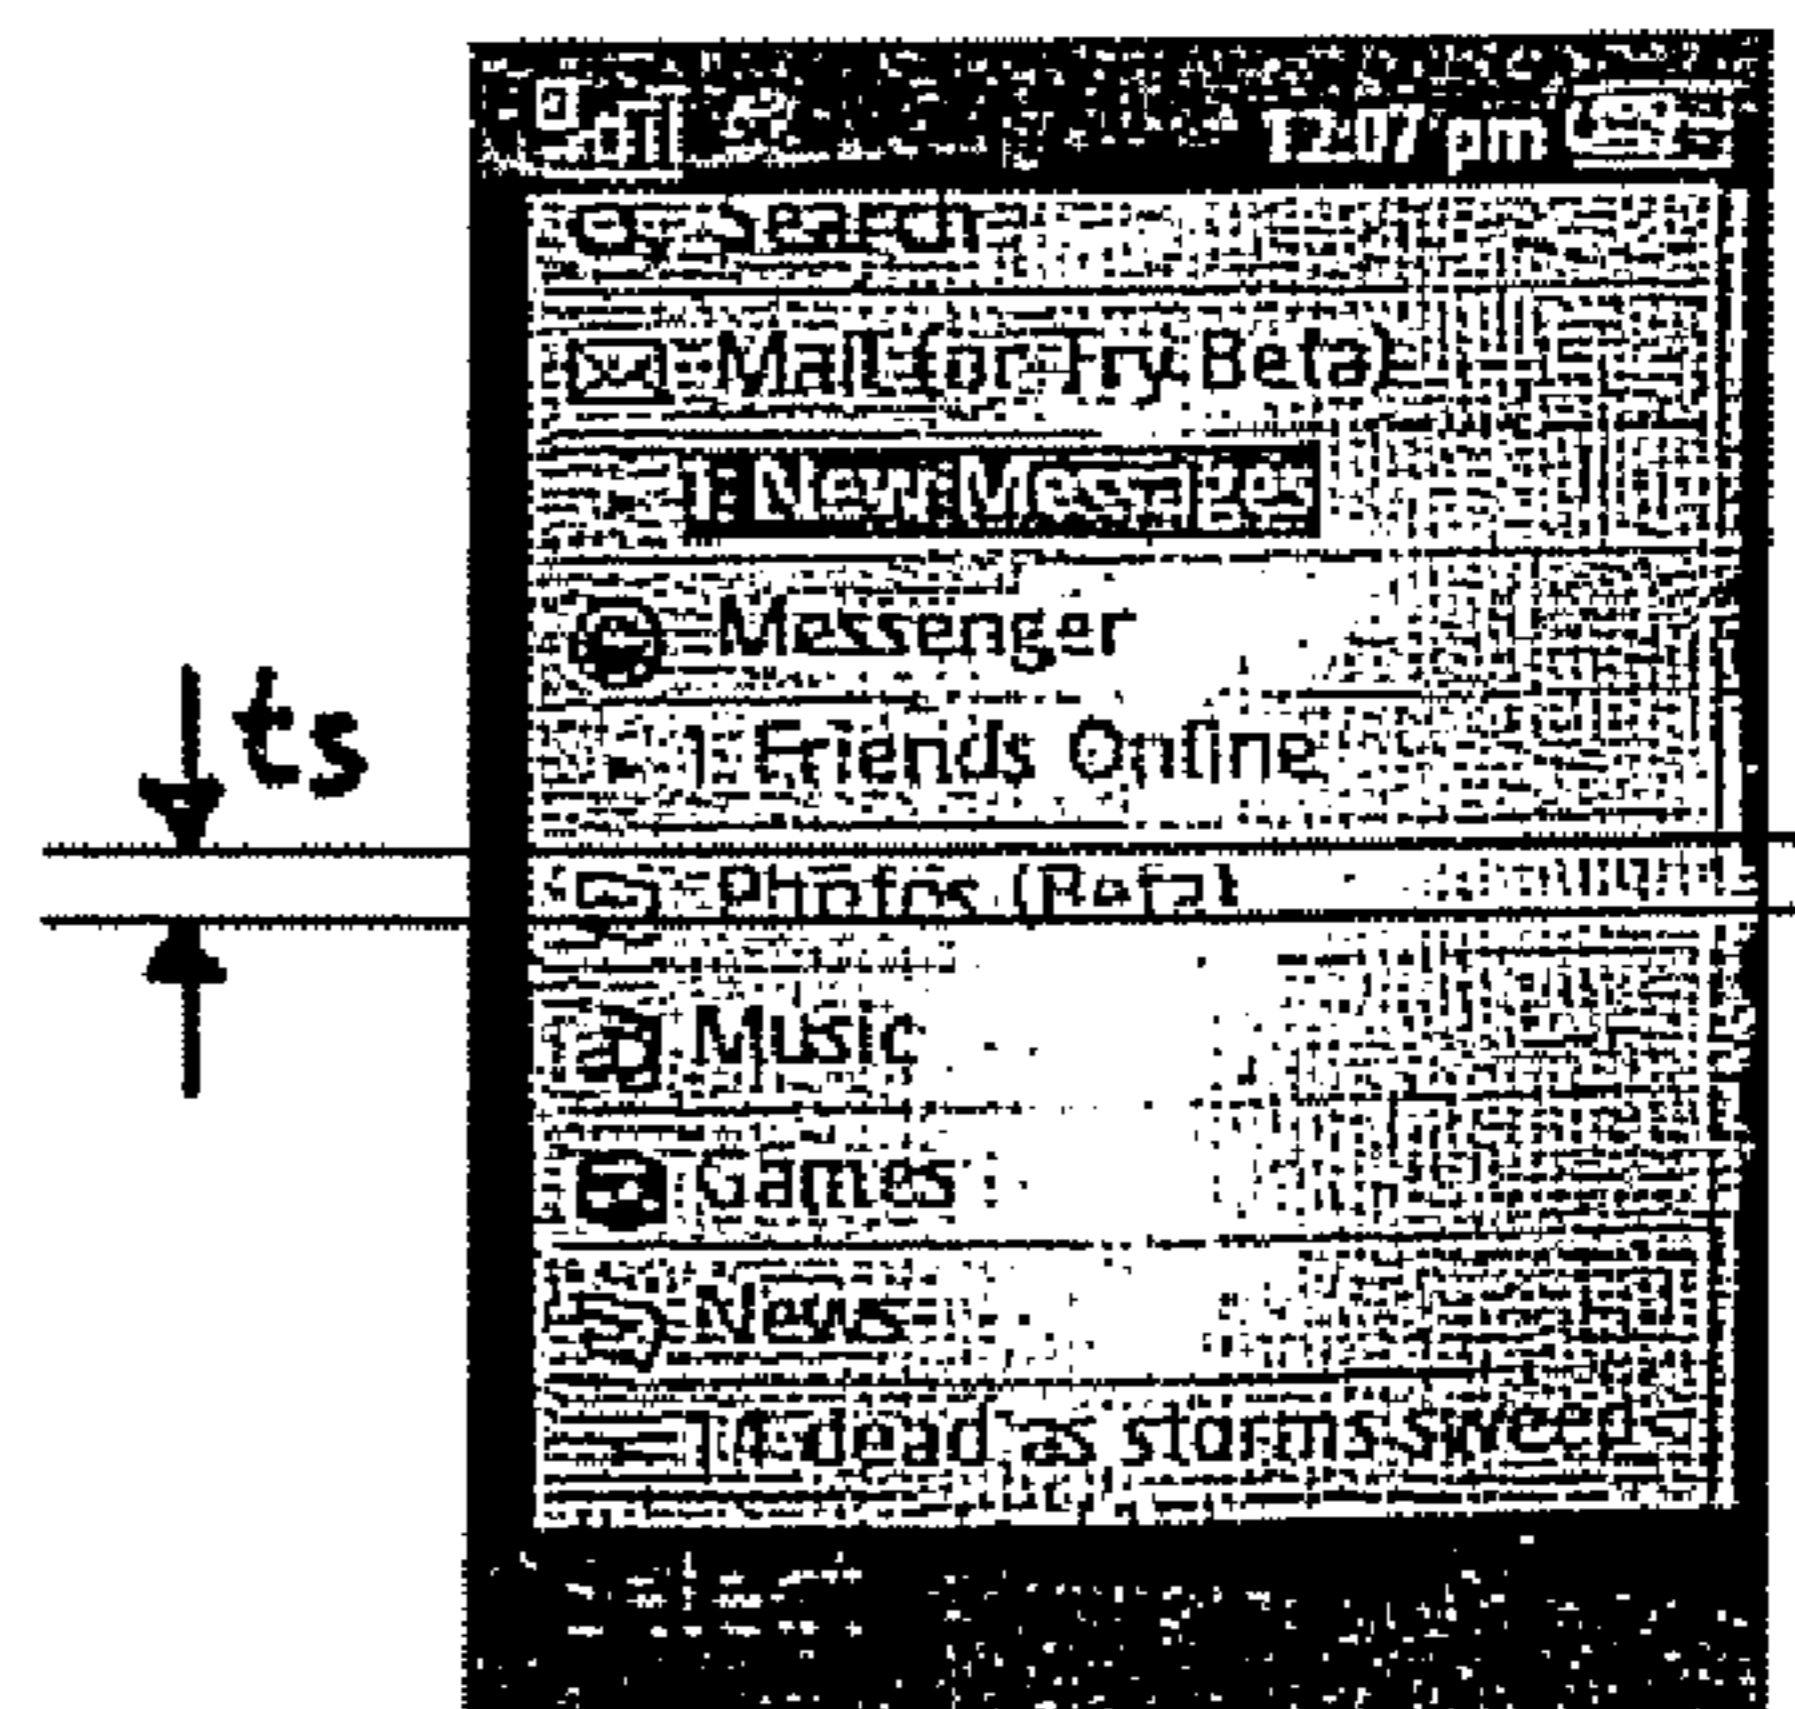 12:07 pm
Search
Mail (or Try Beta)
1 New Messages
Messenger
1 Friends Online
ts
Photos (Beta)
Music
Games
News
14 dead as storms sweep